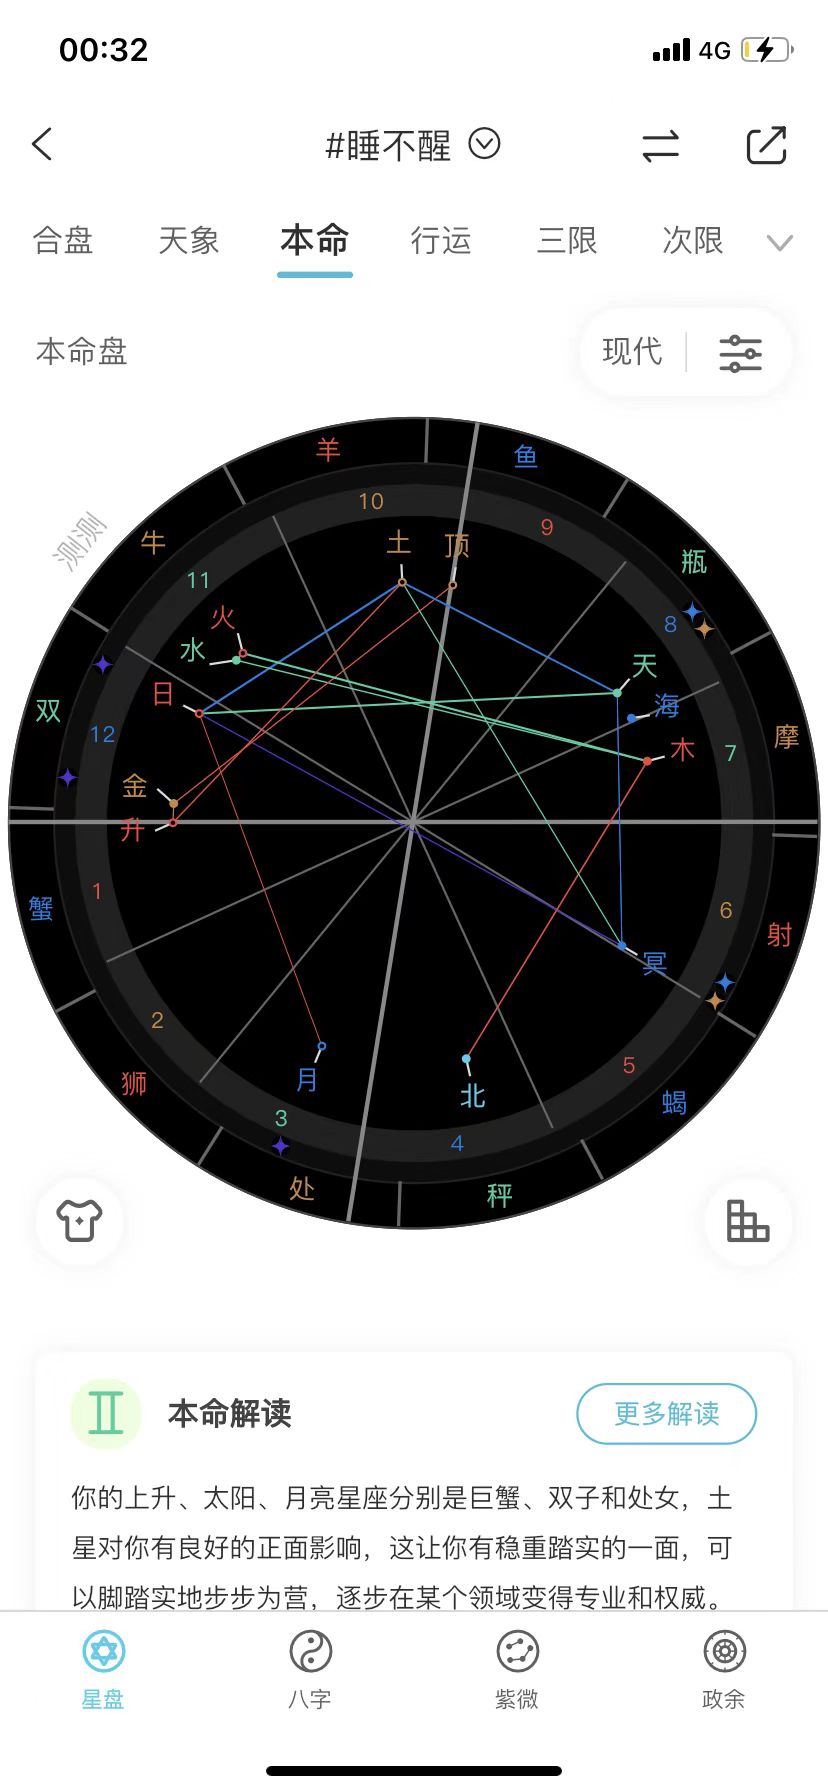 00:32
4G
#睡不醒
合盘 天象 本命 行运 三限 次限
本命盘
现代
测测
羊
鱼
10
9
牛
土
顶
瓶
11
火
8
水
天
日
海
双
12
木
7
摩
金
升
1
蟹
6
射
冥
2
狮
月
北
5
蝎
3
4
处
秤
本命解读
更多解读
你的上升、太阳、月亮星座分别是巨蟹、双子和处女，土
星对你有良好的正面影响，这让你有稳重踏实的一面，可
以脚踏实地步步为营，逐步在某个领域变得专业和权威。
星盘 八字 紫微 政余